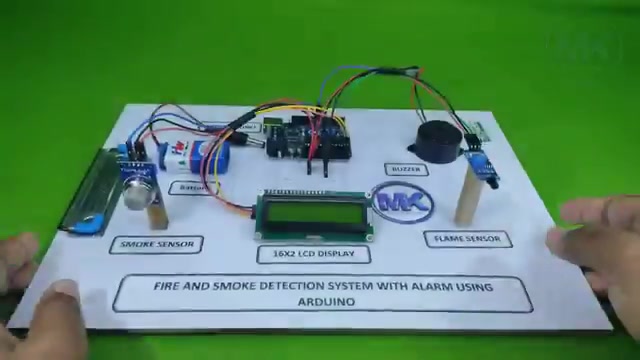 MK
BUZZER
Battery
MK
SMOKE SENSOR
16X2 LCD DISPLAY
FLAME SENSOR
FIRE AND SMOKE DETECTION SYSTEM WITH ALARM USING
ARDUINO